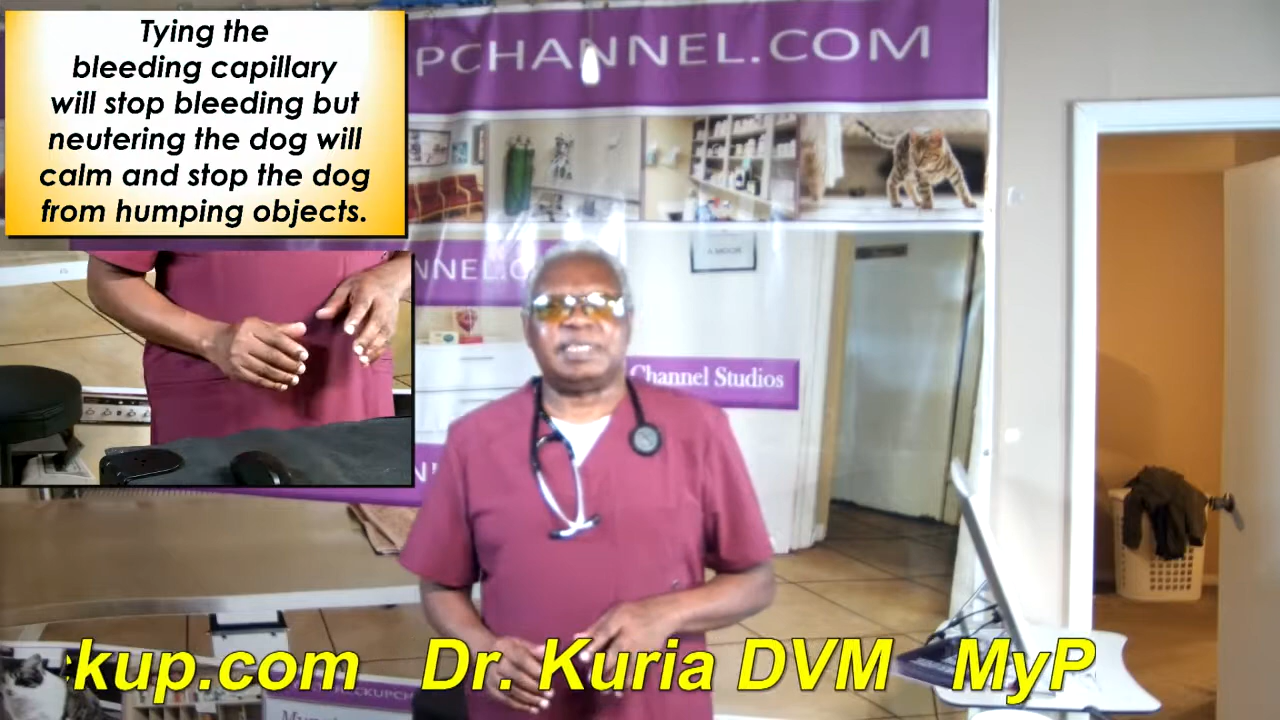 Tying the
bleeding capillary
will stop bleeding but
neutering the dog will
calm and stop the dog
from humping objects.
PCHANNEL.COM
NNEL.C
Channel Studios
kup.com Dr. Kuria DVM MyP